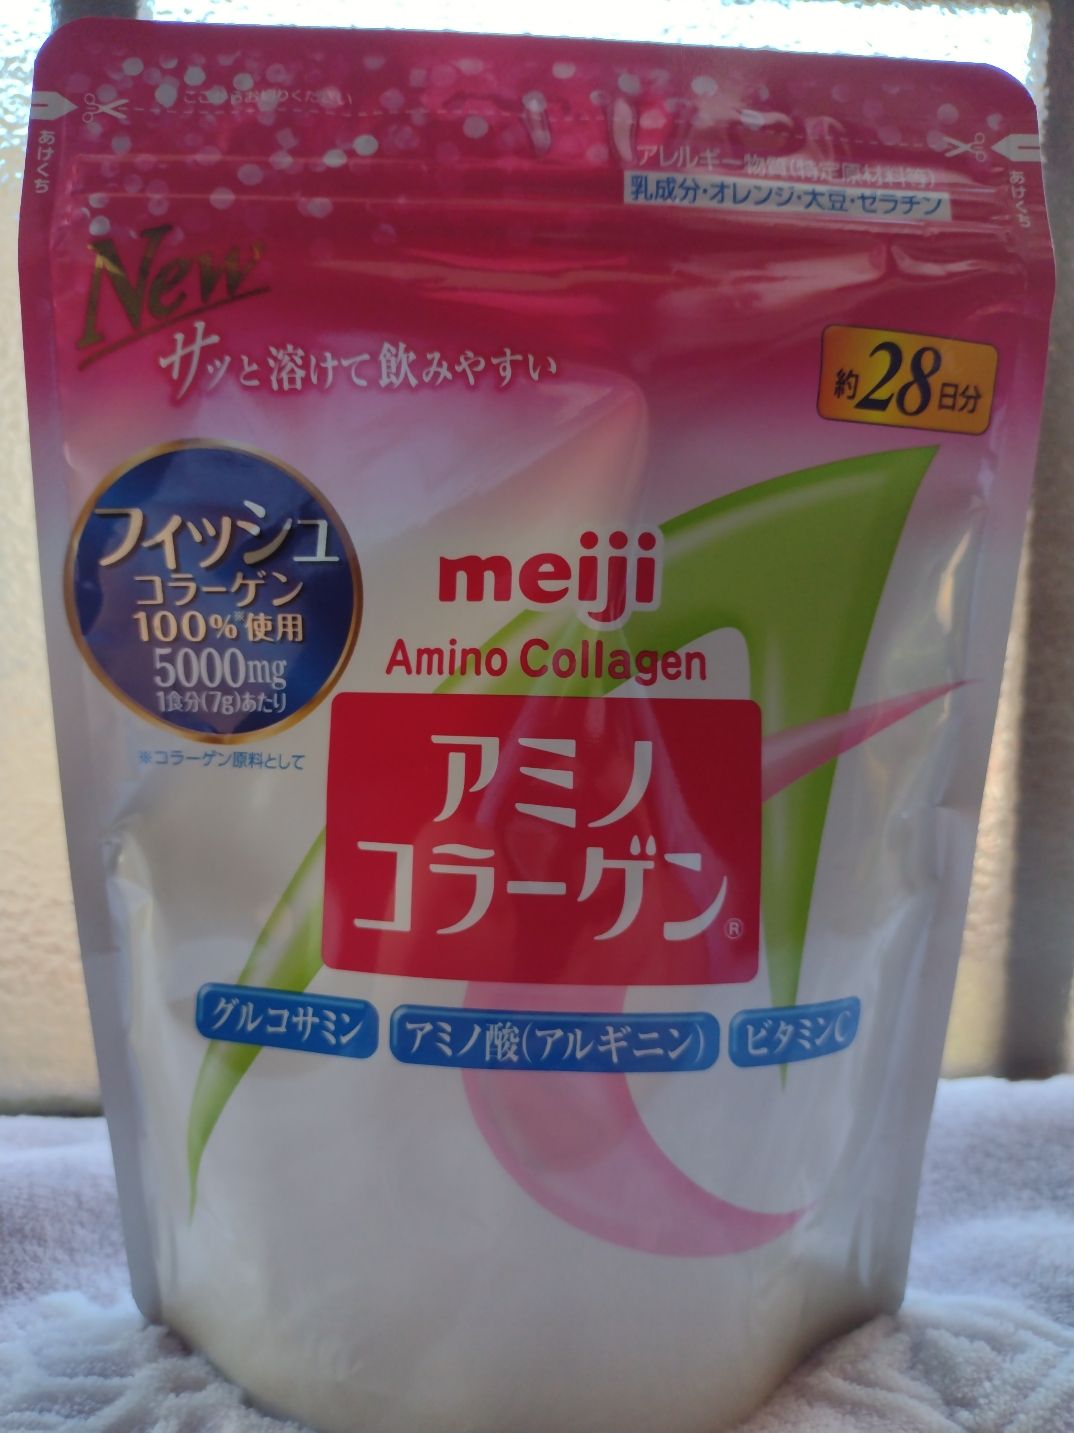 ここからお切りください
あけくち
あけくち
アレルギー物質(特定原材料等)
乳成分・オレンジ・大豆・ゼラチン
New
サッと溶けて飲みやすい
約28日分
フィッシュ
コラーゲン
100%※使用
5000mg
1食分(7g)あたり
※コラーゲン原料として
meiji
Amino Collagen
アミノ
コラーゲン®
グルコサミン
アミノ酸(アルギニン)
ビタミンC